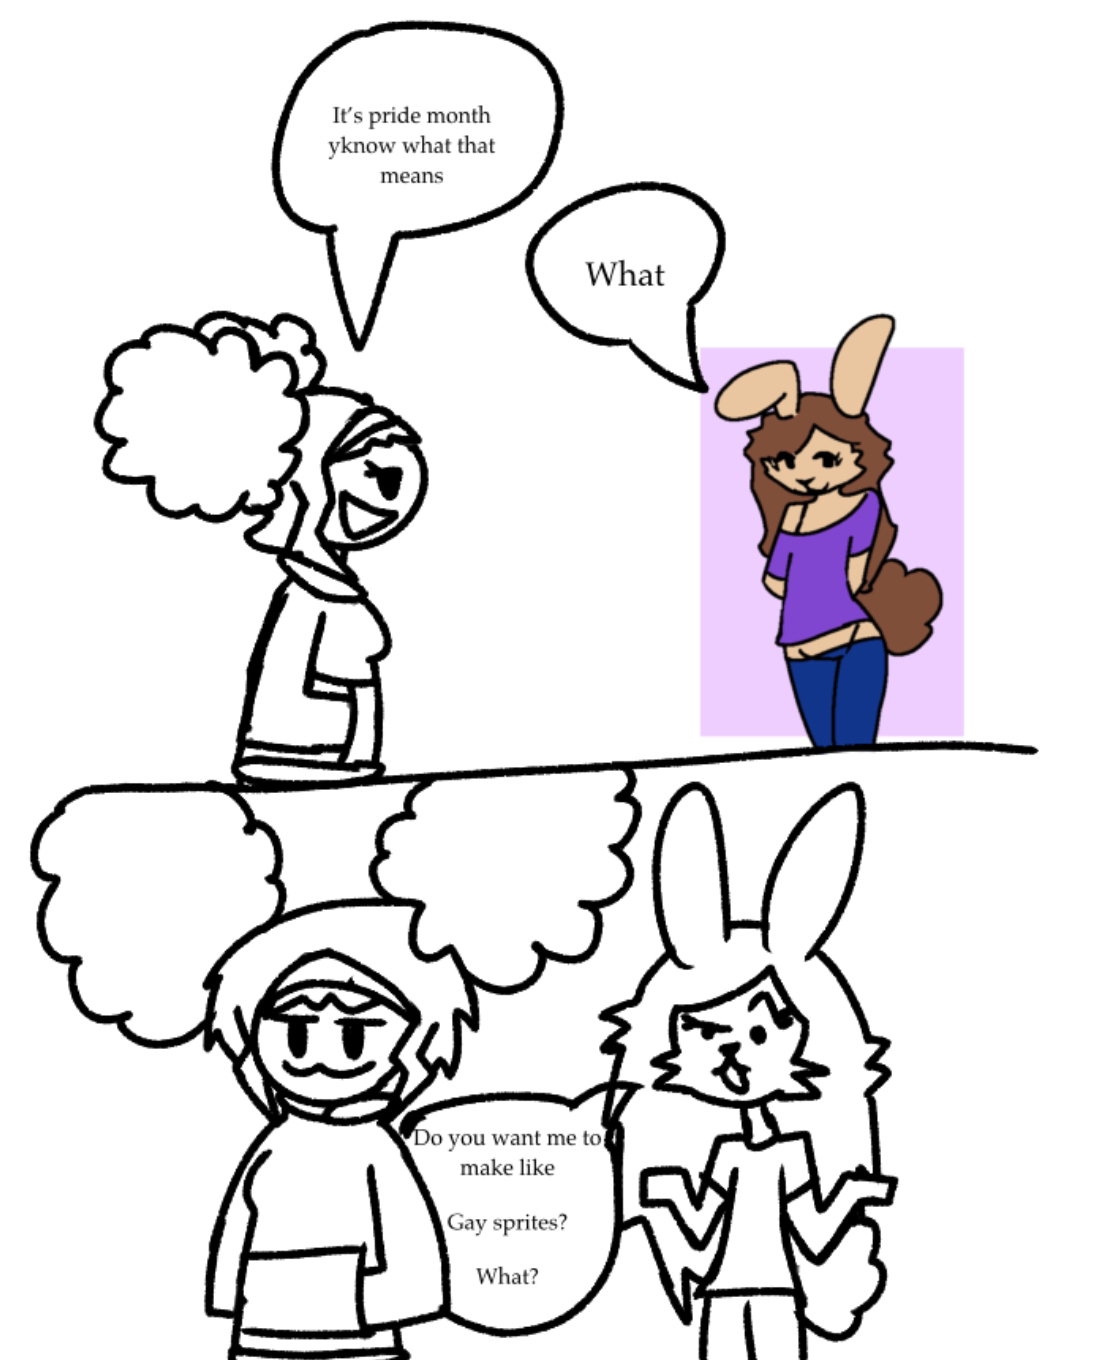 It's pride month
yknow what that
means
What
Do you want me to
make like
Gay sprites?
What?